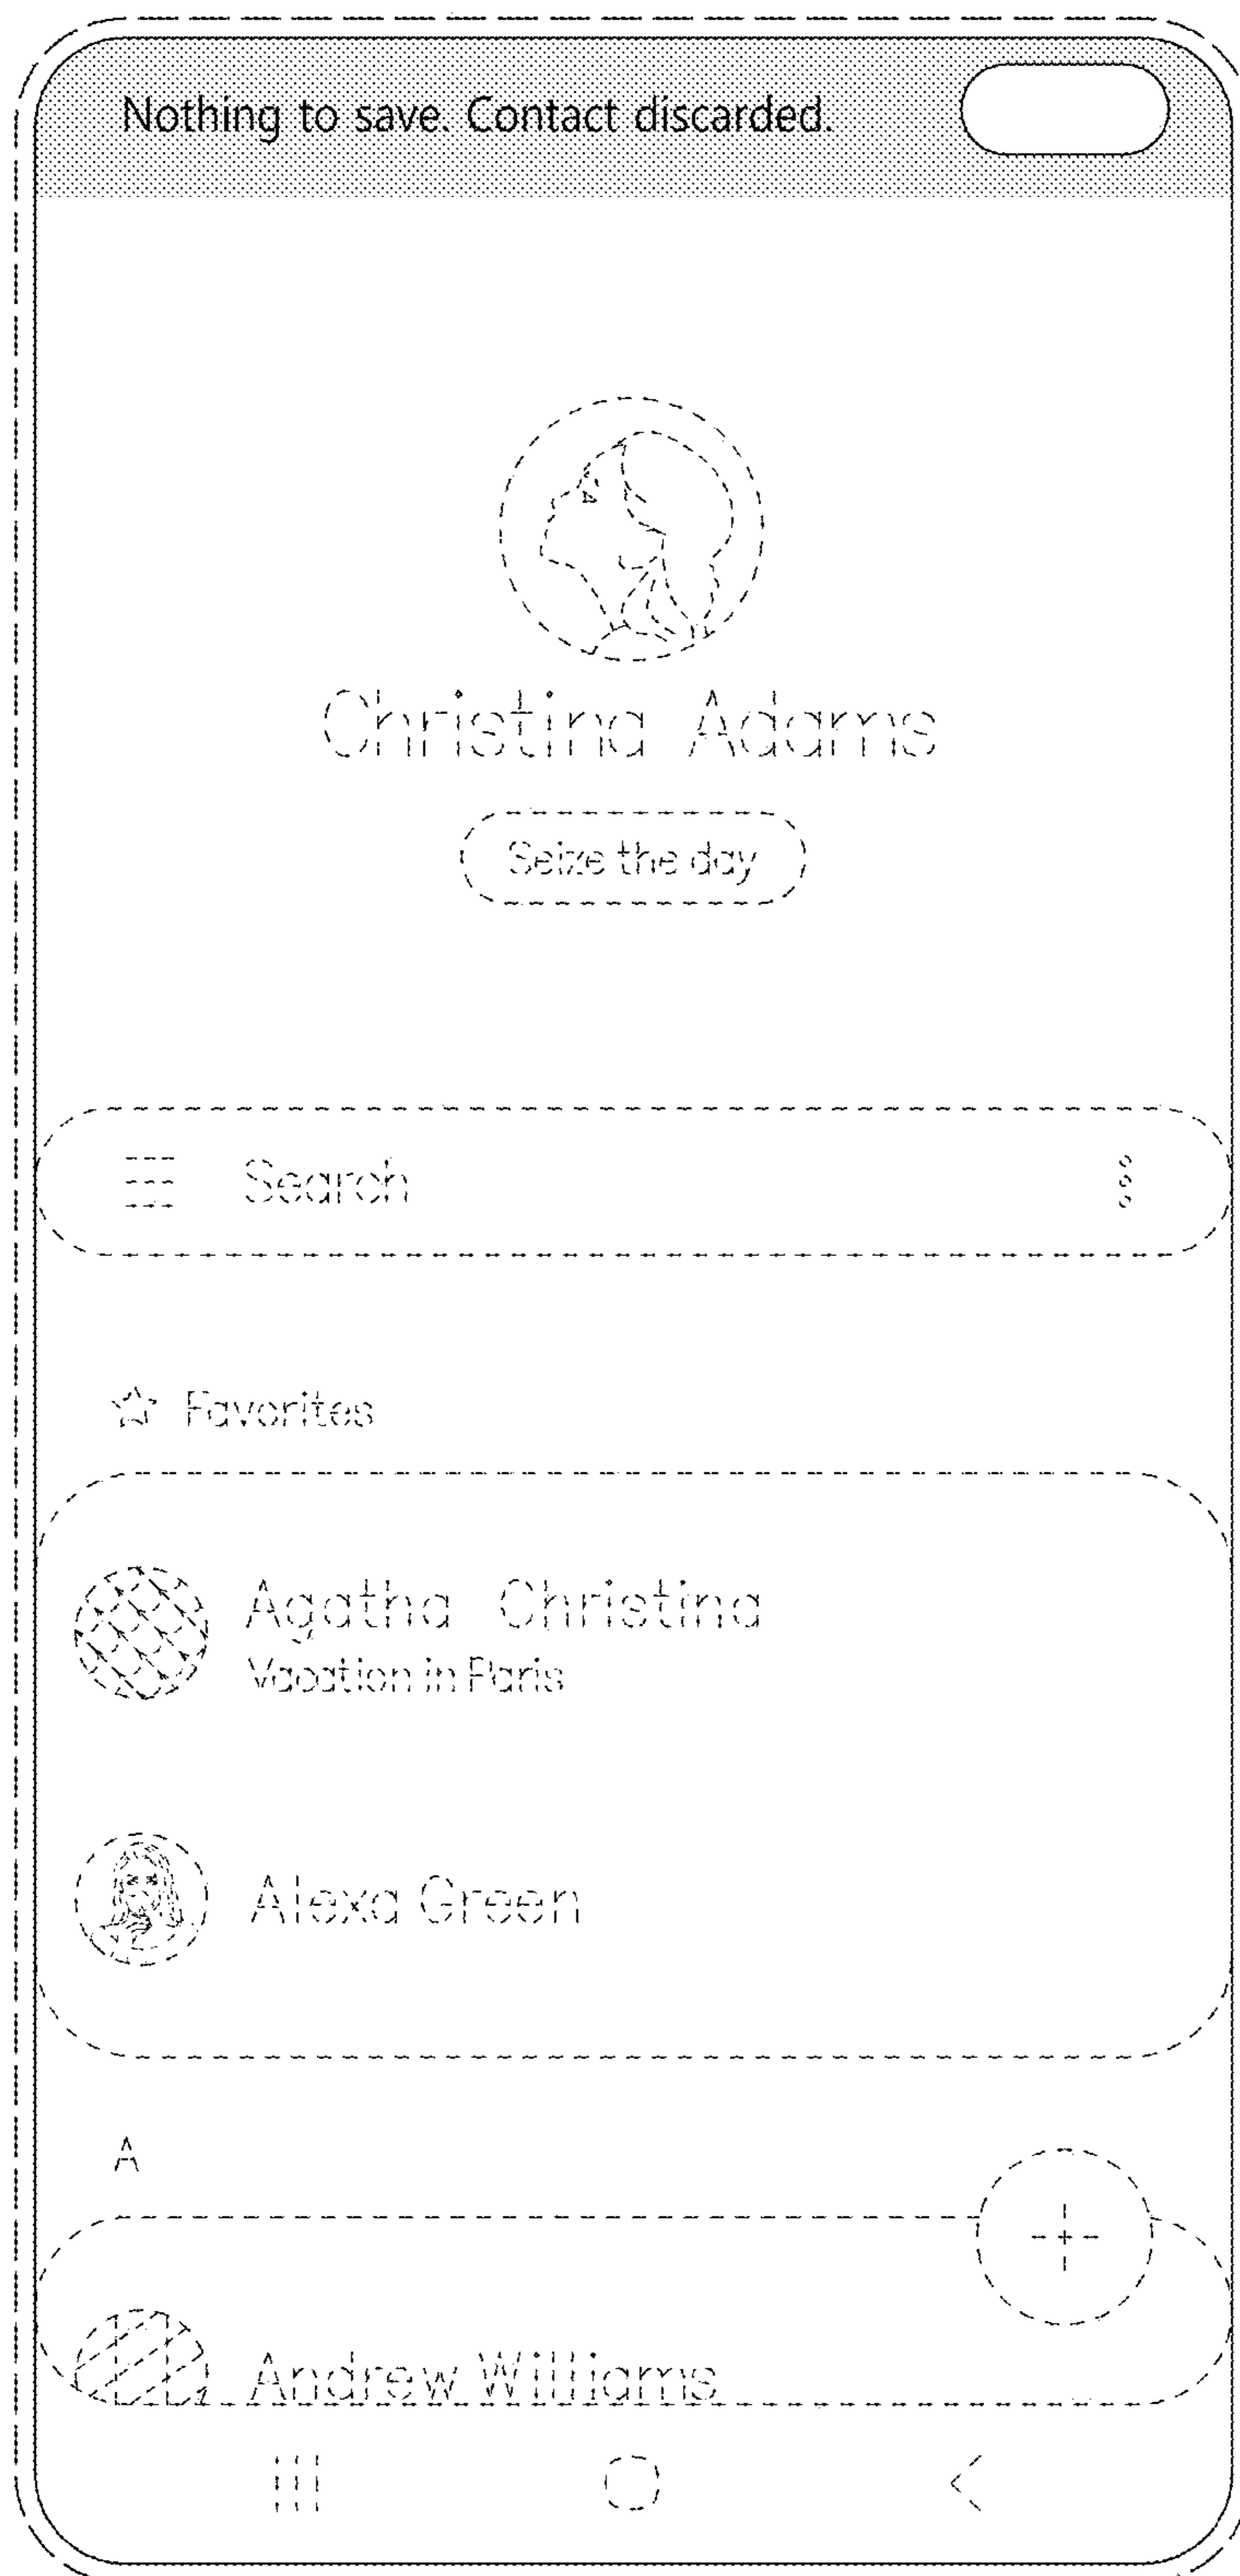 Nothing to save. Contact discarded.
Christina Adams
Seize the day
Search
Favorites
Agatha Christina
Vacation in Paris
Alexa Green
A
Andrew Williams